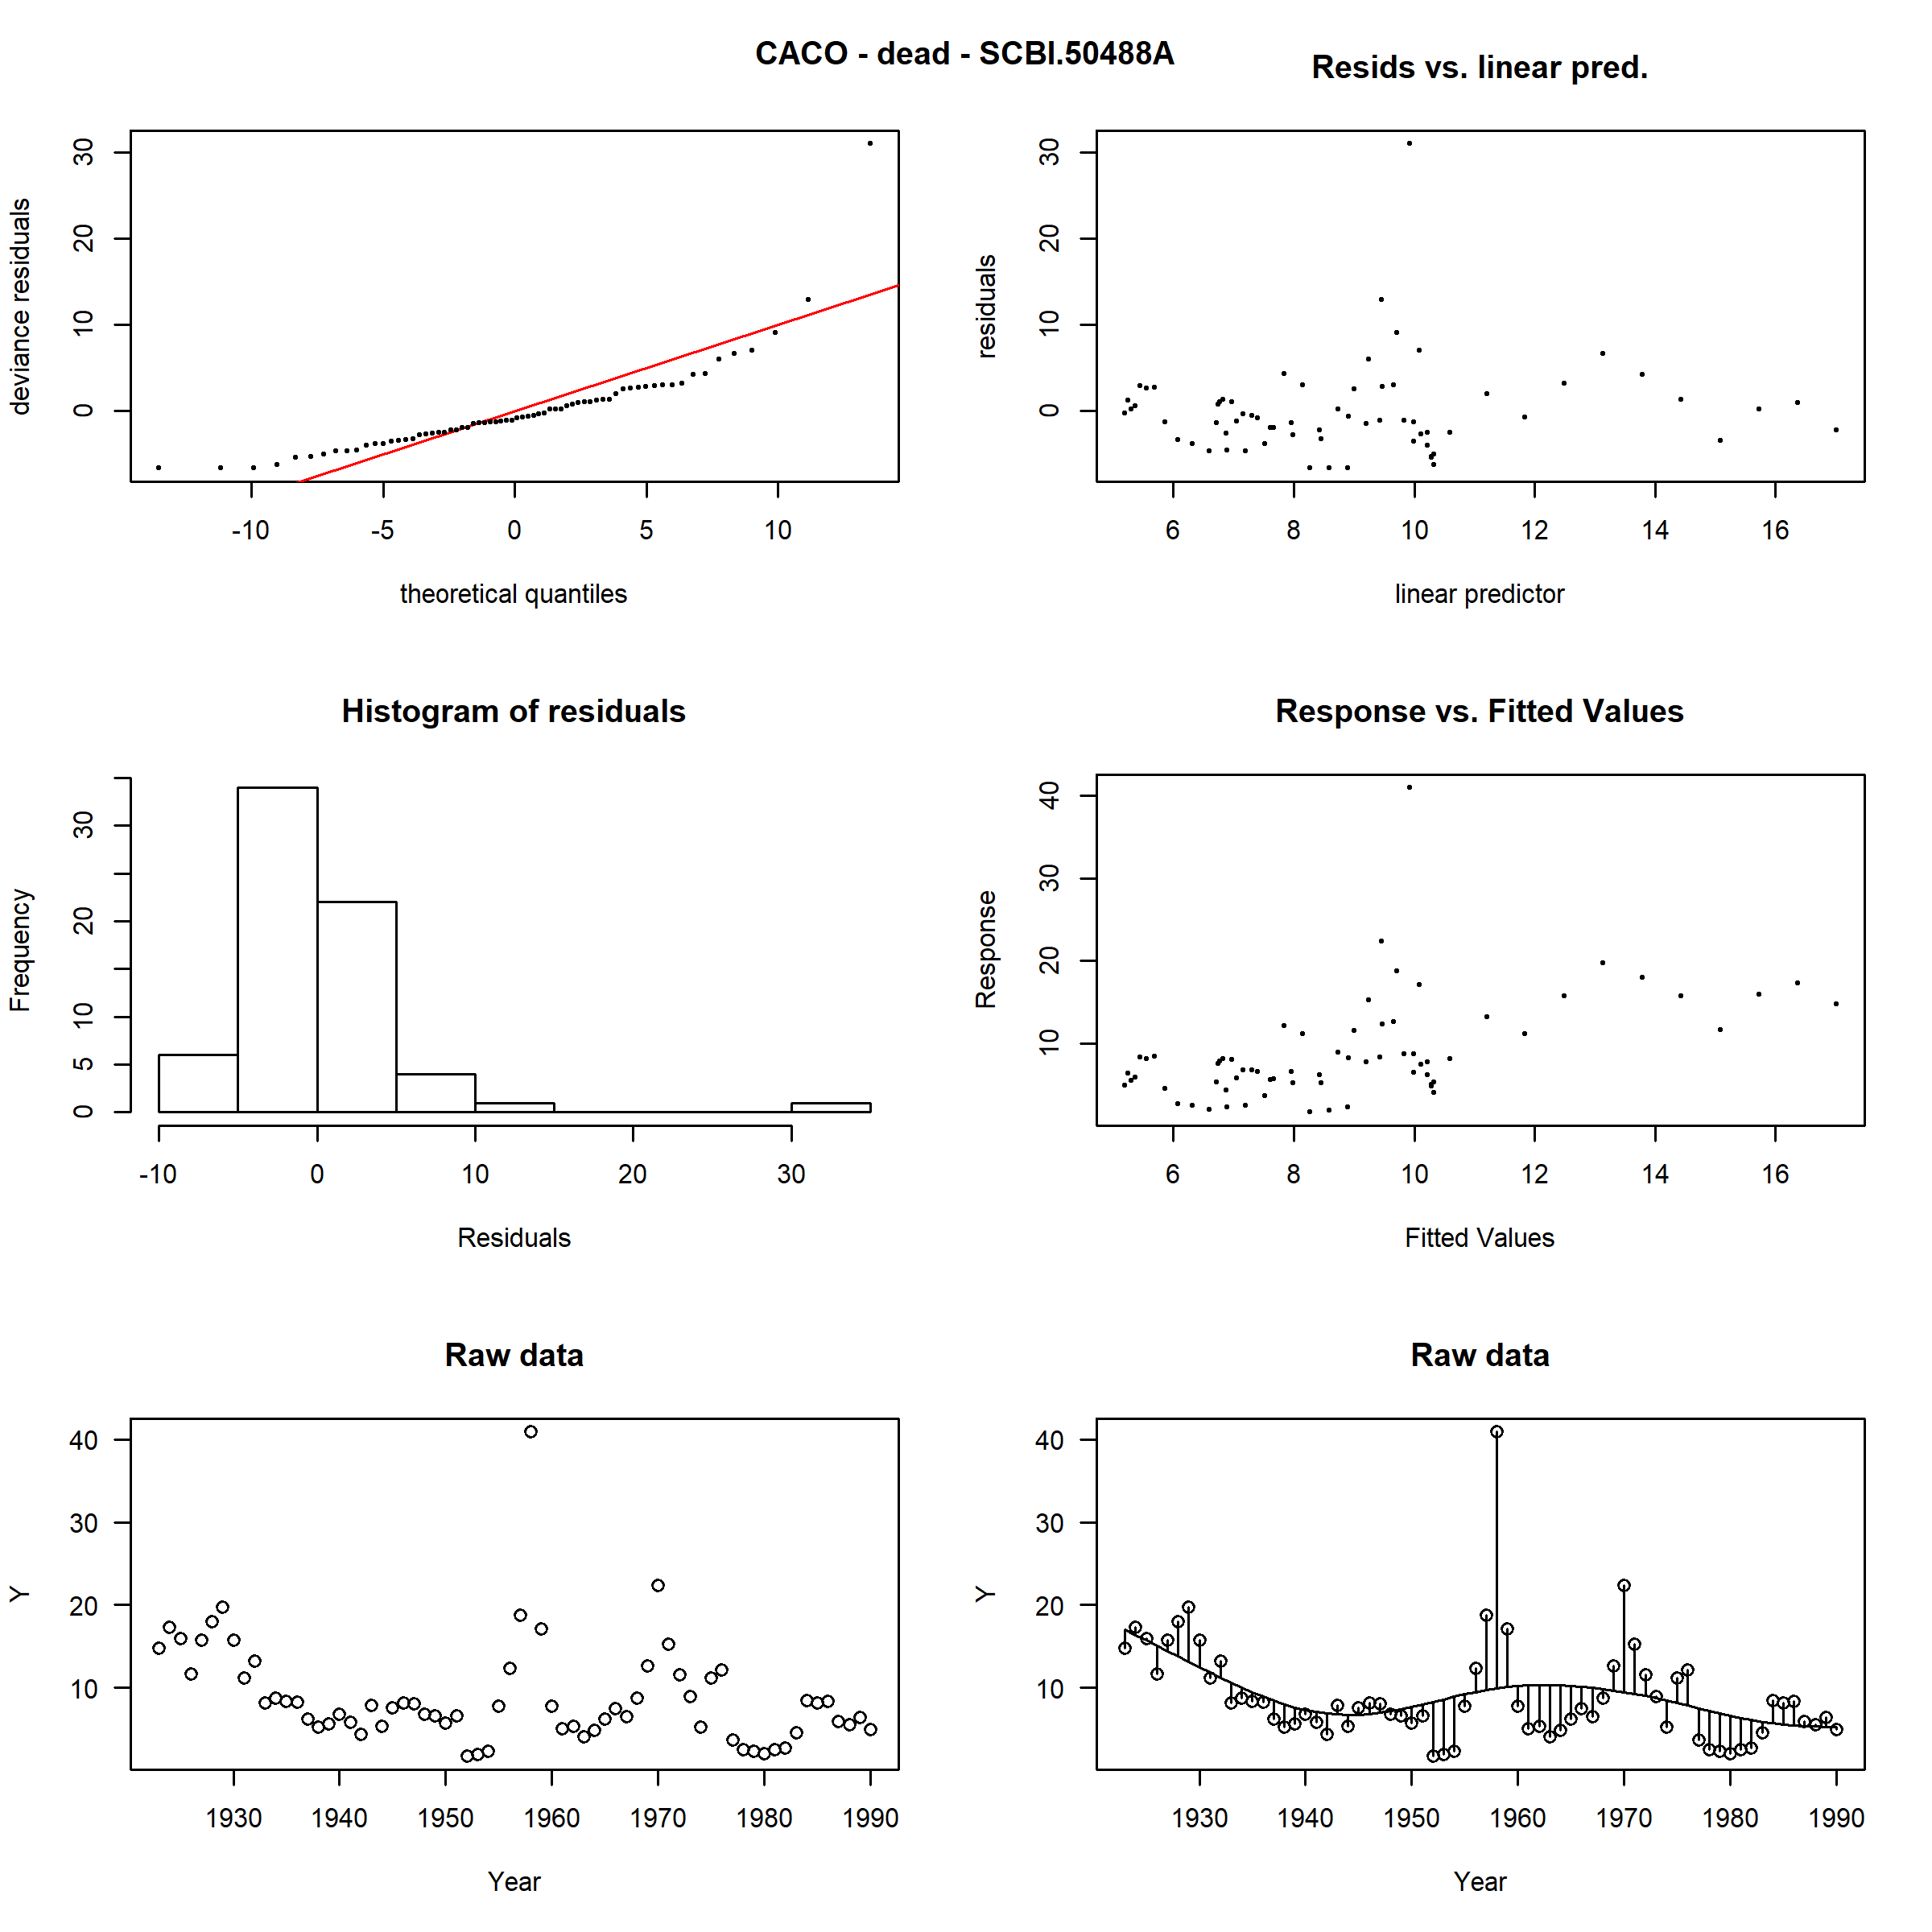 CACO - dead - SCBI.50488A
Resids vs. linear pred.
deviance residuals
0 10 20 30
-10 -5 0 5 10
theoretical quantiles
residuals
0 10 20 30
6 8 10 12 14 16
linear predictor
Histogram of residuals
Frequency
0 5 10 20 30
-10 0 10 20 30
Residuals
Response vs. Fitted Values
Response
10 20 30 40
6 8 10 12 14 16
Fitted Values
Raw data
Y
40
30
20
10
1930 1940 1950 1960 1970 1980 1990
Year
Raw data
Y
40
30
20
10
1930 1940 1950 1960 1970 1980 1990
Year